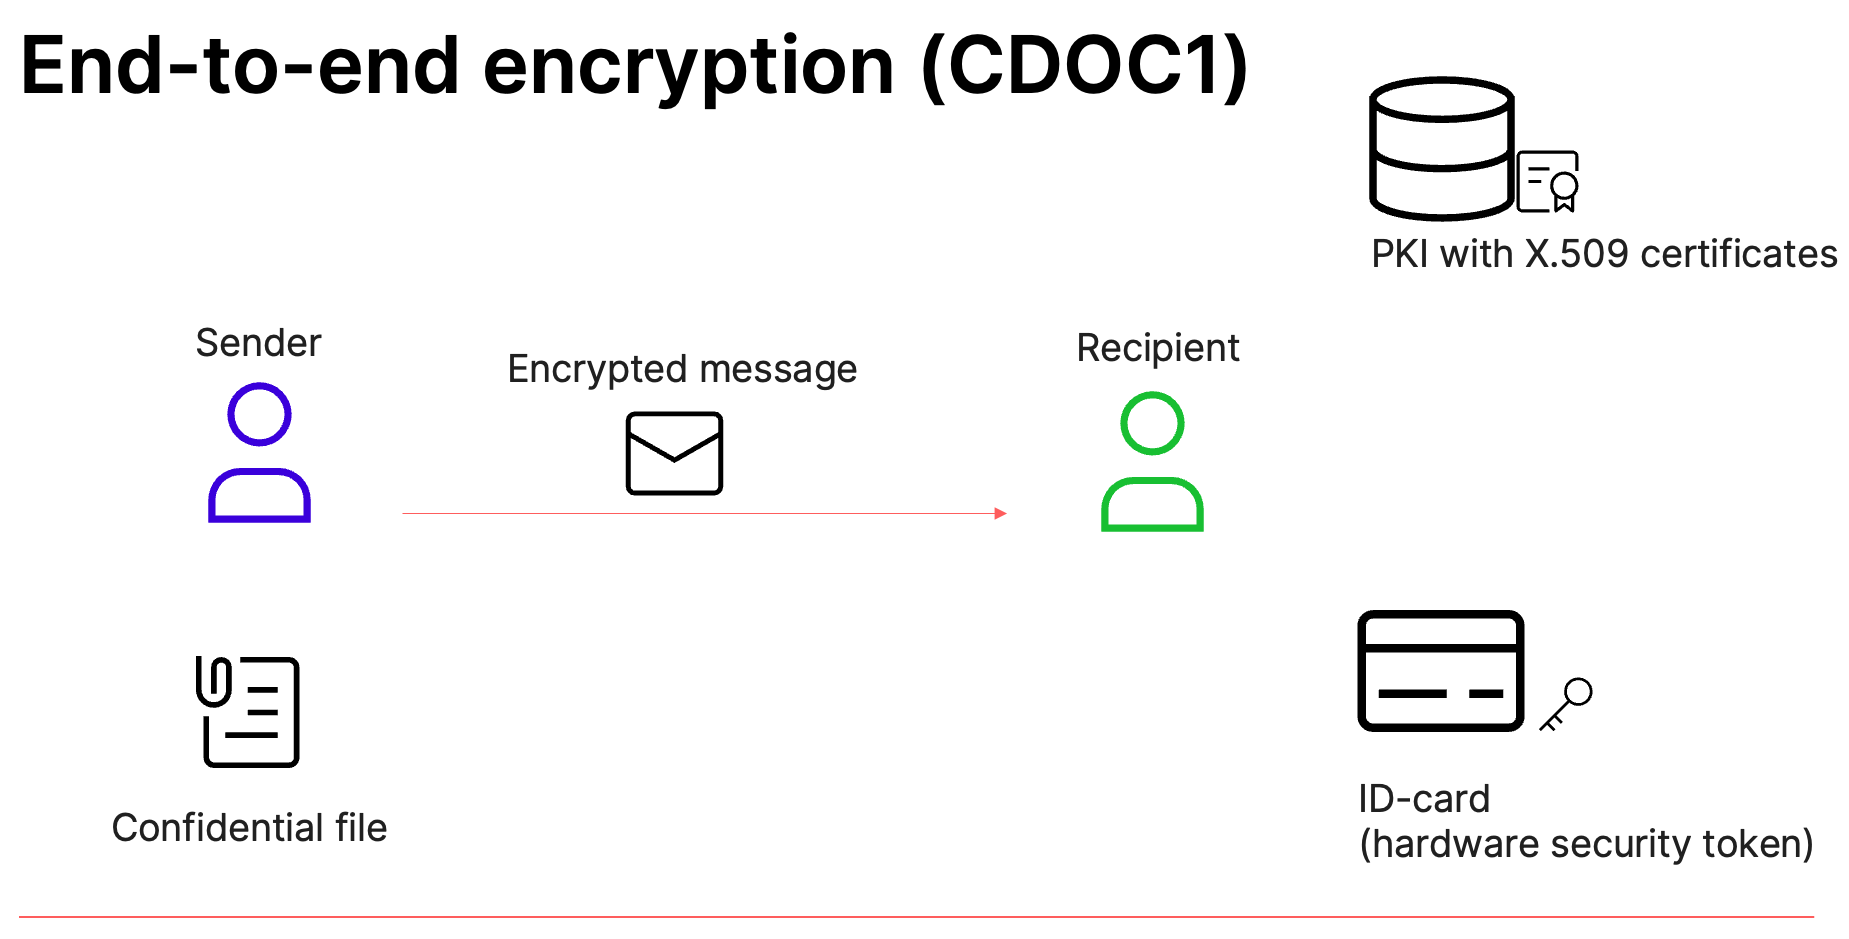 End-to-end encryption (CDOC1)
PKI with X.509 certificates
Sender
Encrypted message
Recipient
Confidential file
ID-card
(hardware security token)